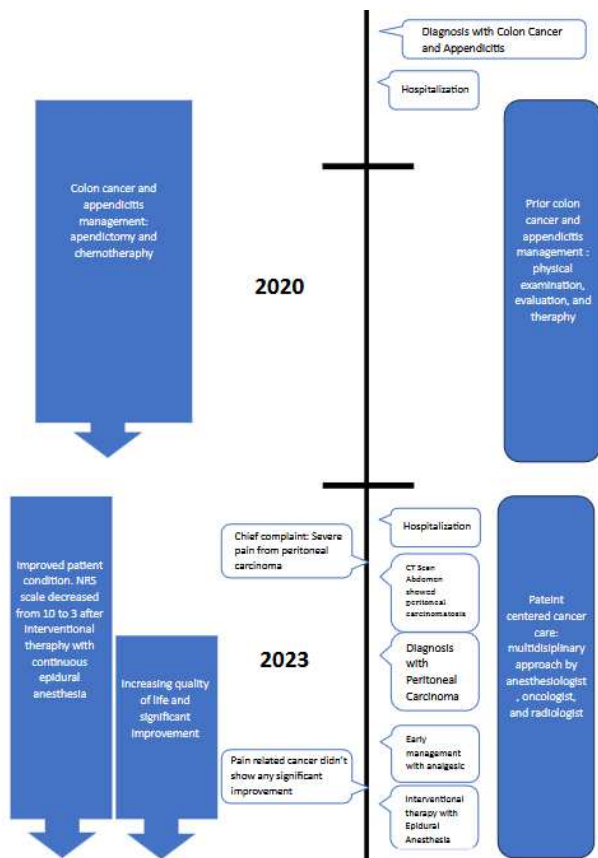 Diagnosis with Colon Cancer
and Appendicitis
Hospitalization
Colon cancer and
appendicitis
management:
apendictomy and
chemotheraphy
Prior colon
cancer and
appendicitis
management :
physical
examination,
evaluation, and
theraphy
2020
Hospitalization
Chief complaint: Severe
pain from peritoneal
carcinoma
CT Scan
Abdomen
showed
peritoneal
carcinomatosis
Improved patient
condition. NRS
scale decreased
from 10 to 3 after
Interventional
theraphy with
continuous
epidural
anesthesia
Increasing quality
of life and
significant
improvement
2023
Diagnosis
with
Peritoneal
Carcinoma
Pateint
centered cancer
care:
multidisiplinary
approach by
anesthesiologist
, oncologist,
and radiologist
Early
management
with analgesic
Pain related cancer didn't
show any significant
improvement
Interventional
therapy with
Epidural
Anesthesia